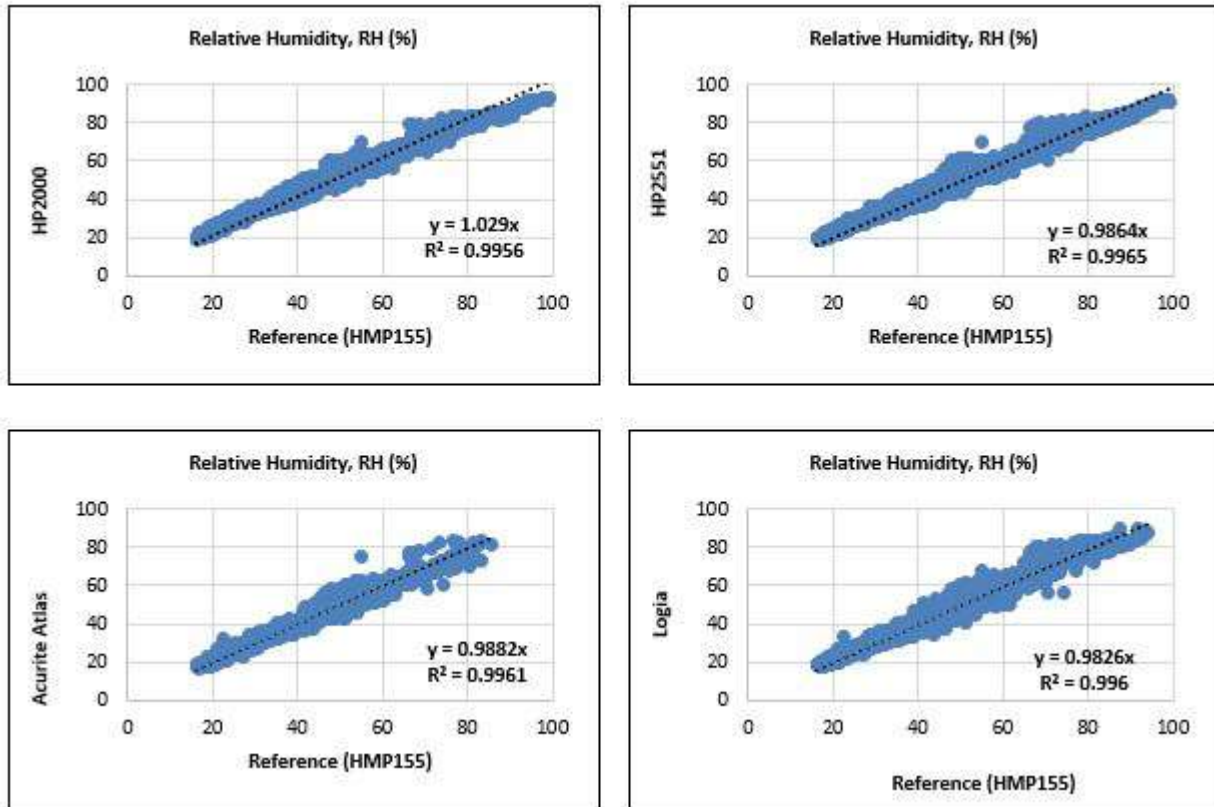 Relative Humidity, RH (%)
HP2000
100
80
60
40
20
0
y = 1.029x
R² = 0.9956
0 20 40 60 80 100
Reference (HMP155)
Relative Humidity, RH (%)
HP2551
100
80
60
40
20
0
y = 0.9864x
R² = 0.9965
0 20 40 60 80 100
Reference (HMP155)
Relative Humidity, RH (%)
Acurite Atlas
100
80
60
40
20
0
y = 0.9882x
R² = 0.9961
0 20 40 60 80 100
Reference (HMP155)
Relative Humidity, RH (%)
Logia
100
80
60
40
20
0
y = 0.9826x
R² = 0.996
0 20 40 60 80 100
Reference (HMP155)